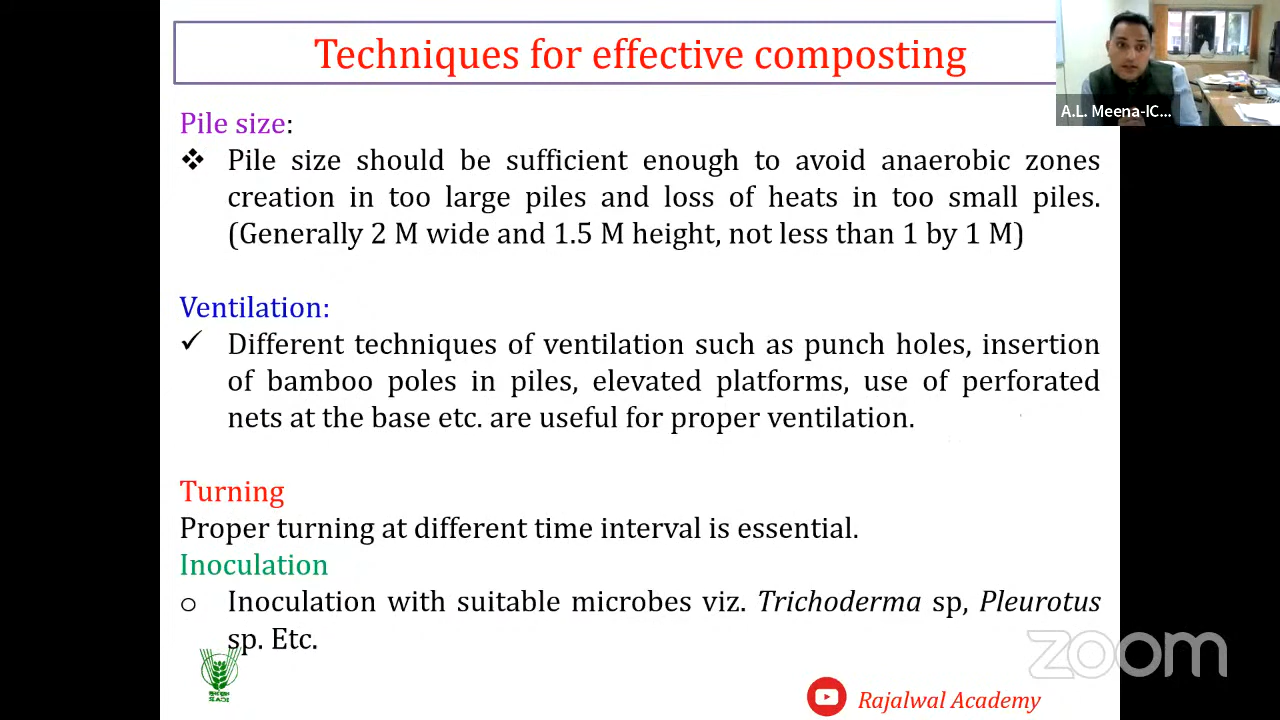 Techniques for effective composting
A.L. Meena-IC...
Pile size:
❖ Pile size should be sufficient enough to avoid anaerobic zones
creation in too large piles and loss of heats in too small piles.
(Generally 2 M wide and 1.5 M height, not less than 1 by 1 M)
Ventilation:
✓ Different techniques of ventilation such as punch holes, insertion
of bamboo poles in piles, elevated platforms, use of perforated
nets at the base etc. are useful for proper ventilation.
Turning
Proper turning at different time interval is essential.
Inoculation
o Inoculation with suitable microbes viz. Trichoderma sp, Pleurotus
sp. Etc.
zoom
Rajalwal Academy